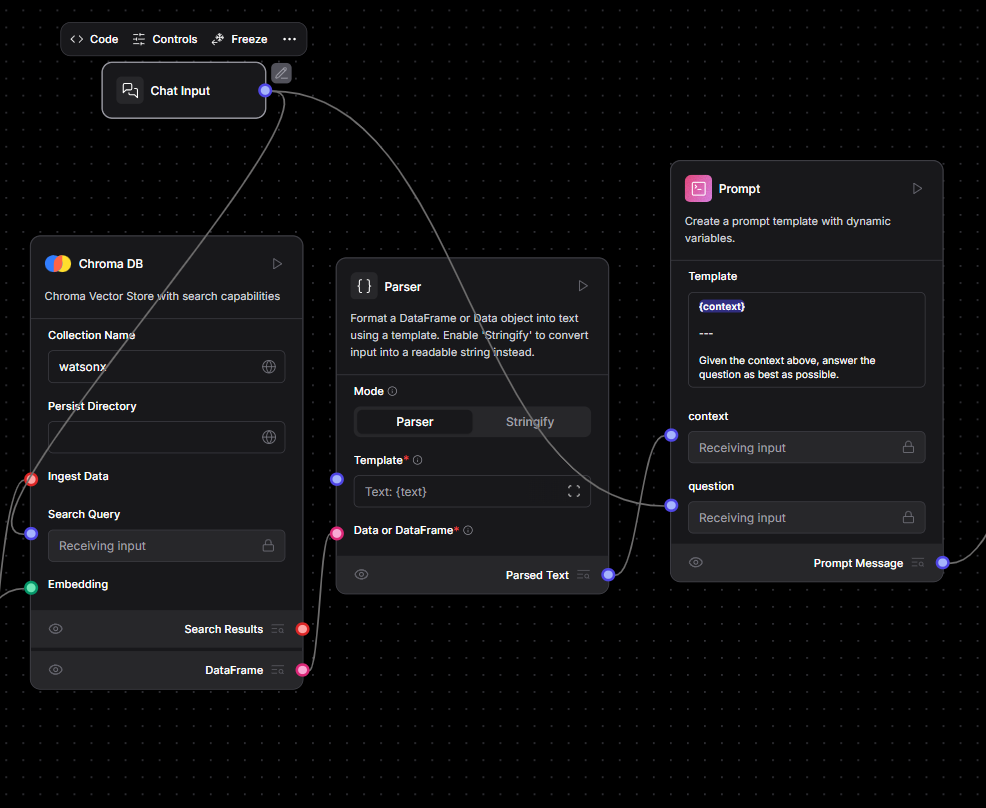 Code Controls Freeze
Chat Input
Chroma DB
Chroma Vector Store with search capabilities
Collection Name
watsonx
Persist Directory
Ingest Data
Search Query
Receiving input
Embedding
Search Results
DataFrame
Parser
Format a DataFrame or Data object into text
using a template. Enable 'Stringify' to convert
input into a readable string instead.
Mode
Parser Stringify
Template*
Text: {text}
Data or DataFrame*
Parsed Text
Prompt
Create a prompt template with dynamic
variables.
Template
{context}
---
Given the context above, answer the
question as best as possible.
context
Receiving input
question
Receiving input
Prompt Message